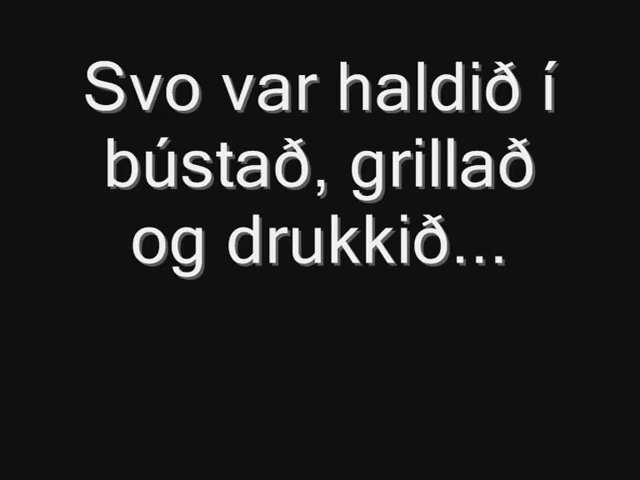 Svo var haldið í
bústað, grillað
og drukkið...